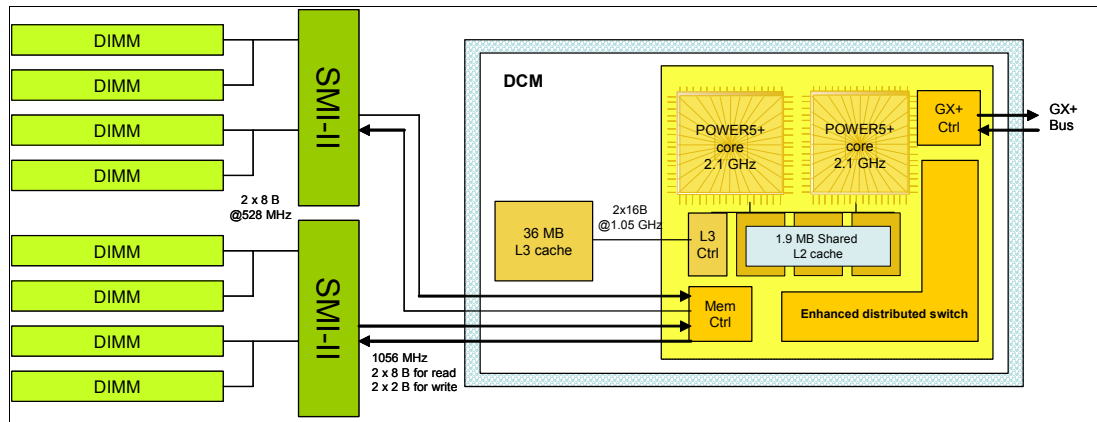 DIMM
DIMM
DIMM
DIMM
SMI-II
2 x 8 B
@528 MHz
DIMM
DIMM
DIMM
DIMM
SMI-II
1056 MHz
2 x 8 B for read
2 x 2 B for write
DCM
POWER5+
core
2.1 GHz
POWER5+
core
2.1 GHz
GX+
Ctrl
GX+
Bus
36 MB
L3 cache
2x16B
@1.05 GHz
L3
Ctrl
1.9 MB Shared
L2 cache
Mem
Ctrl
Enhanced distributed switch